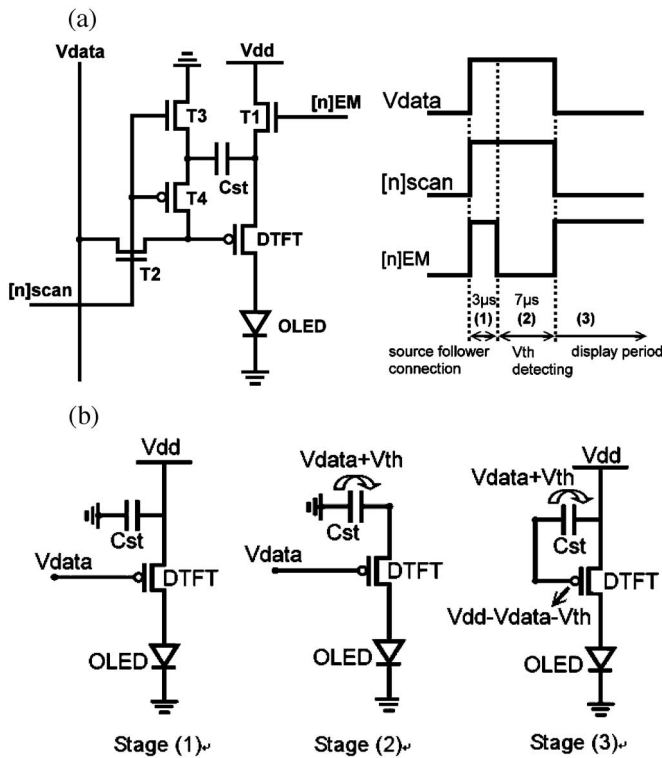 (a)
Vdata
Vdd
[n]EM
T3
T1
Cst
T4
DTFT
T2
[n]scan
OLED
Vdata
[n]scan
[n]EM
3μs
7μs
(1)
(2)
(3)
source follower
connection
Vth
detecting
display period
(b)
Vdd
Cst
Vdata
DTFT
OLED
Stage (1)↵
Vdata+Vth
Cst
Vdata
DTFT
OLED
Stage (2)↵
Vdd
Vdata+Vth
Cst
DTFT
Vdd-Vdata-Vth
OLED
Stage (3)↵